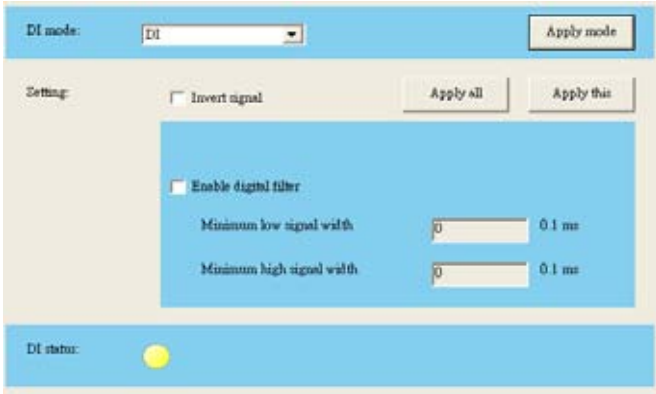 DI mode: DI Apply mode
Setting: Invert signal Apply all Apply this
Enable digital filter
Minimum low signal width 0 0.1 ms
Minimum high signal width 0 0.1 ms
DI status: